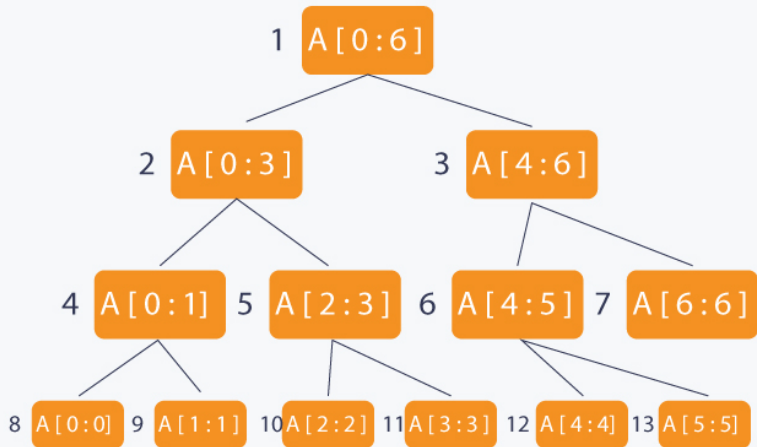 1 A[0:6]
2 A[0:3] 3 A[4:6]
4 A[0:1] 5 A[2:3] 6 A[4:5] 7 A[6:6]
8 A[0:0] 9 A[1:1] 10 A[2:2] 11 A[3:3] 12 A[4:4] 13 A[5:5]